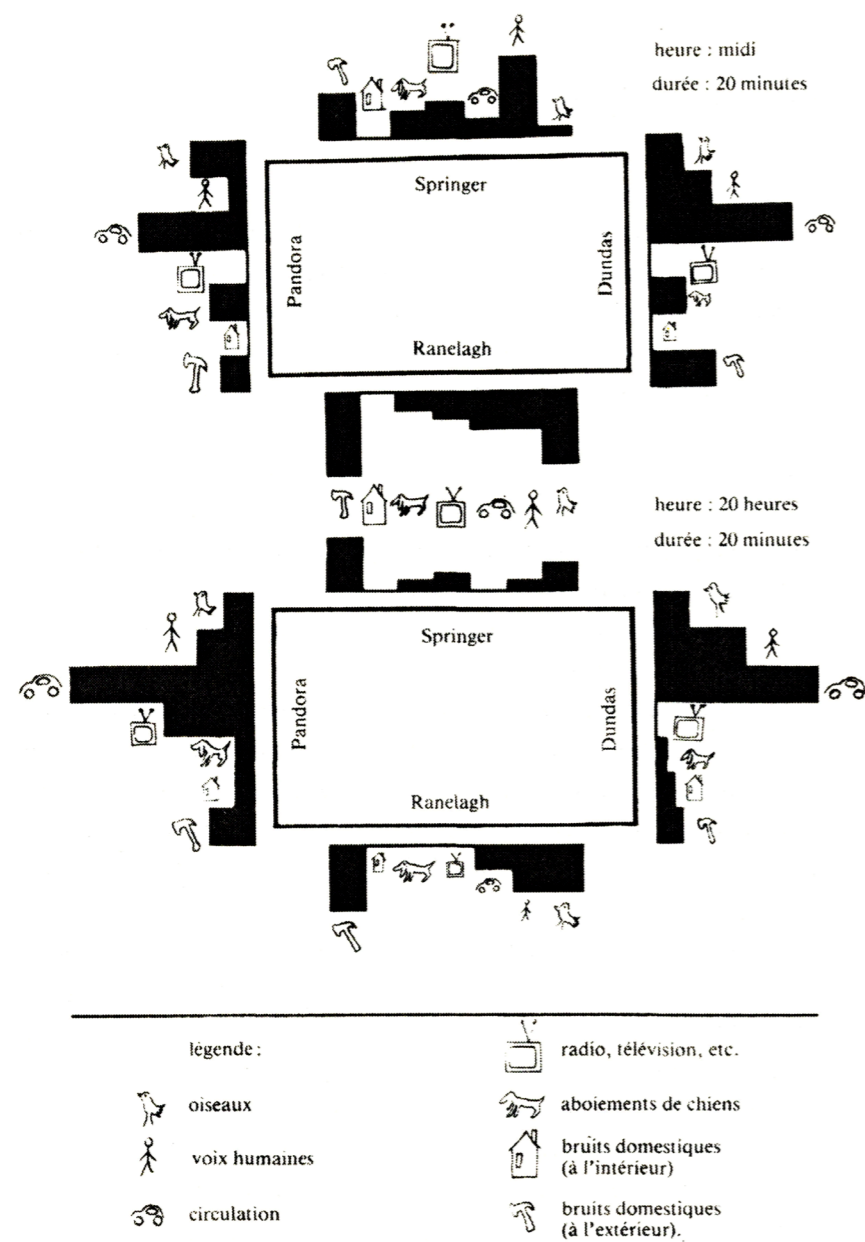 heure : midi
durée : 20 minutes
Springer
Pandora
Dundas
Ranelagh
heure : 20 heures
durée : 20 minutes
Springer
Pandora
Dundas
Ranelagh
légende :
radio, télévision, etc.
oiseaux
aboiements de chiens
voix humaines
bruits domestiques
(à l'intérieur)
circulation
bruits domestiques
(à l'extérieur).